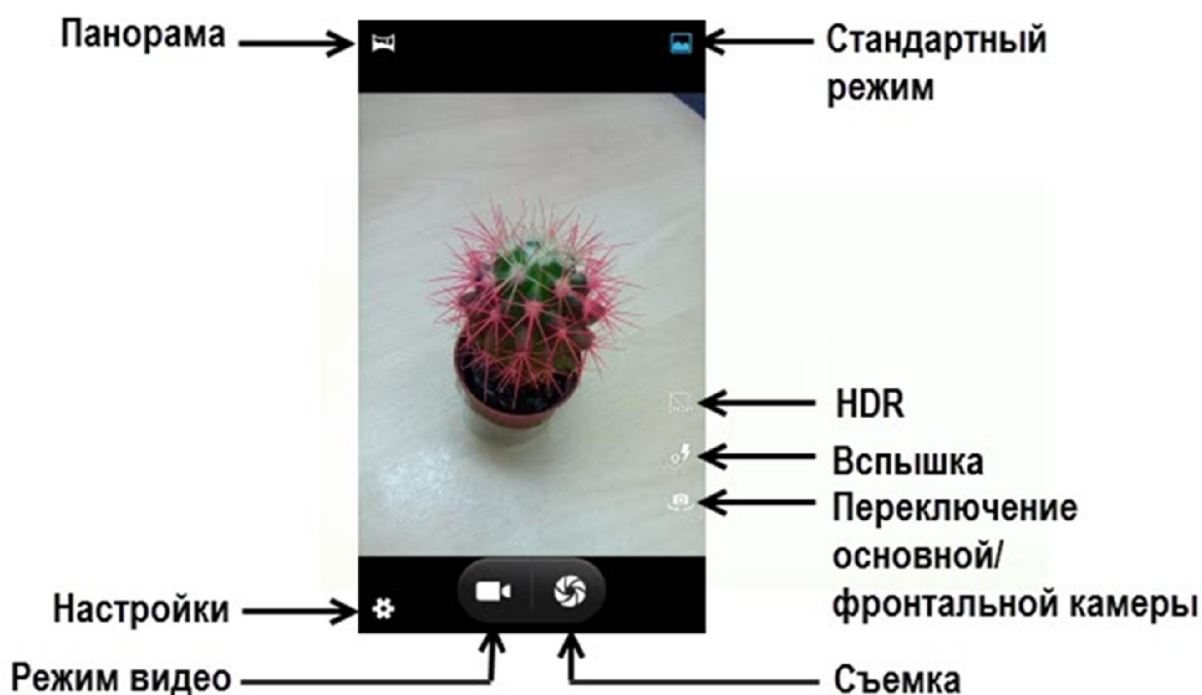 Панорама
Стандартный
режим
HDR
Вспышка
Переключение
основной/
фронтальной камеры
Настройки
Режим видео
Съемка